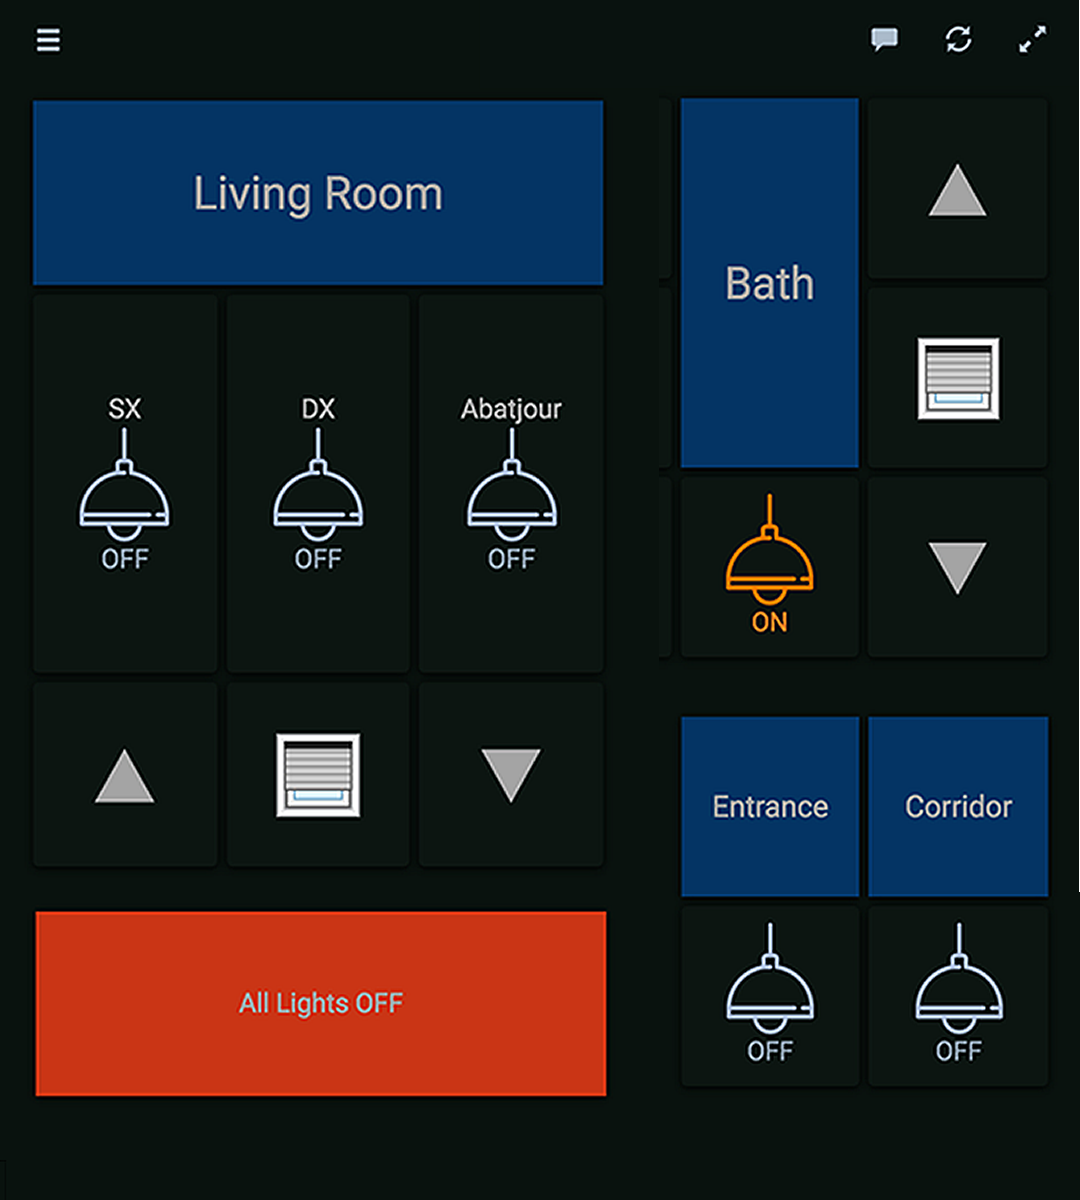 Living Room
SX
DX
Abatjour
OFF
OFF
OFF
All Lights OFF
Bath
ON
Entrance
Corridor
OFF
OFF